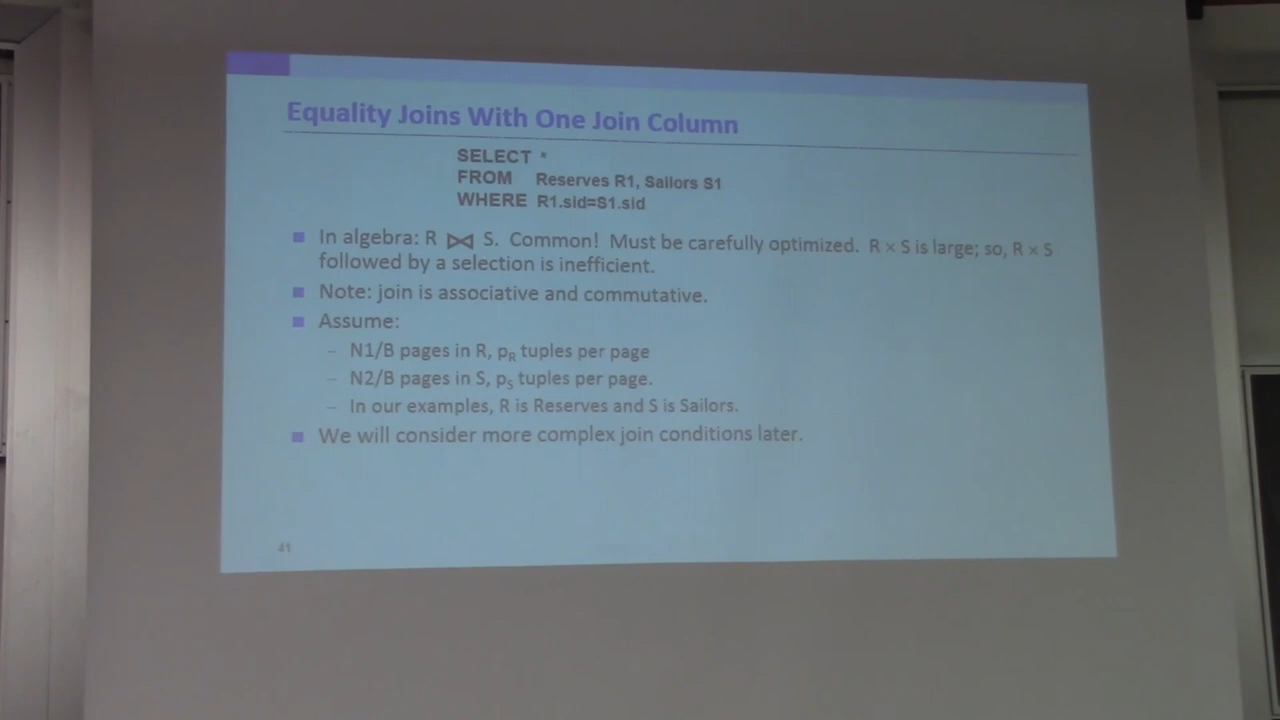 Equality Joins With One Join Column
SELECT *
FROM Reserves R1, Sailors S1
WHERE R1.sid=S1.sid
In algebra: R ⋈ S. Common! Must be carefully optimized. R × S is large; so, R × S
followed by a selection is inefficient.
Note: join is associative and commutative.
Assume:
– N1/B pages in R, pR tuples per page
– N2/B pages in S, pS tuples per page.
– In our examples, R is Reserves and S is Sailors.
We will consider more complex join conditions later.
41